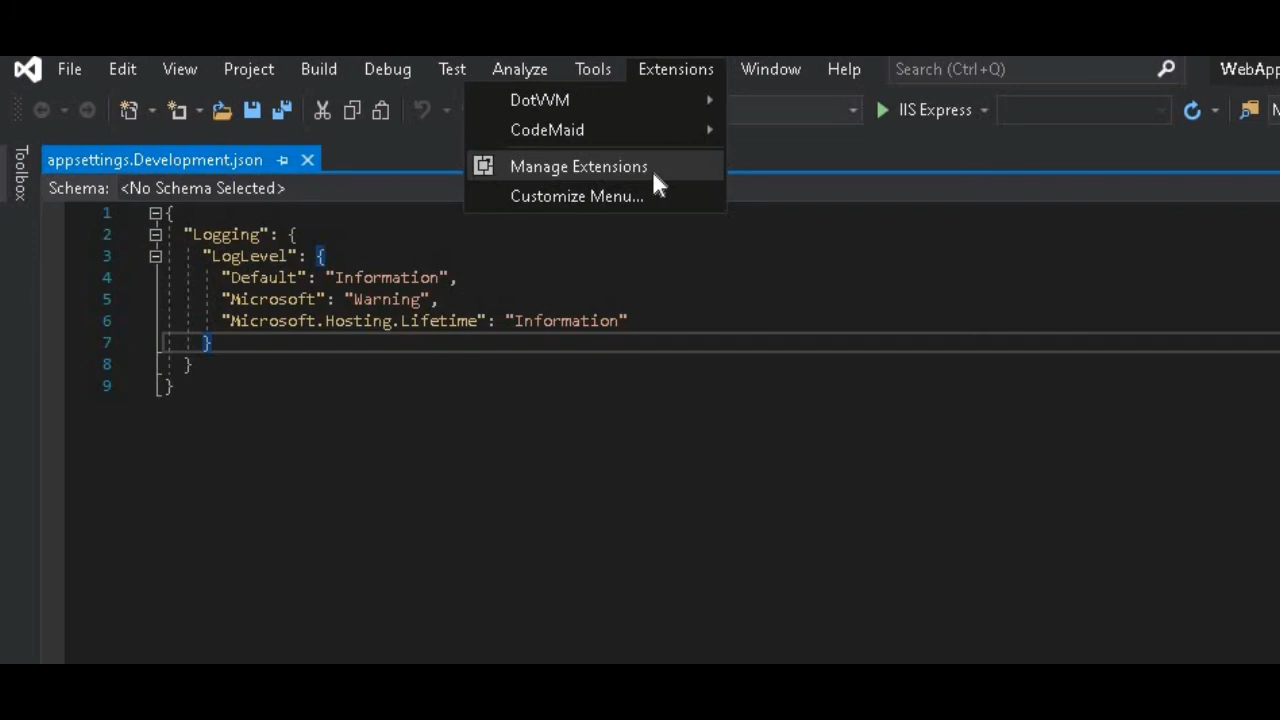 File Edit View Project Build Debug Test Analyze Tools Extensions Window Help Search (Ctrl+Q) WebApp
IIS Express
DotVVM
CodeMaid
Manage Extensions
Customize Menu...
Toolbox
appsettings.Development.json
Schema: <No Schema Selected>
1 {
2 "Logging": {
3 "LogLevel": {
4 "Default": "Information",
5 "Microsoft": "Warning",
6 "Microsoft.Hosting.Lifetime": "Information"
7 }
8 }
9 }